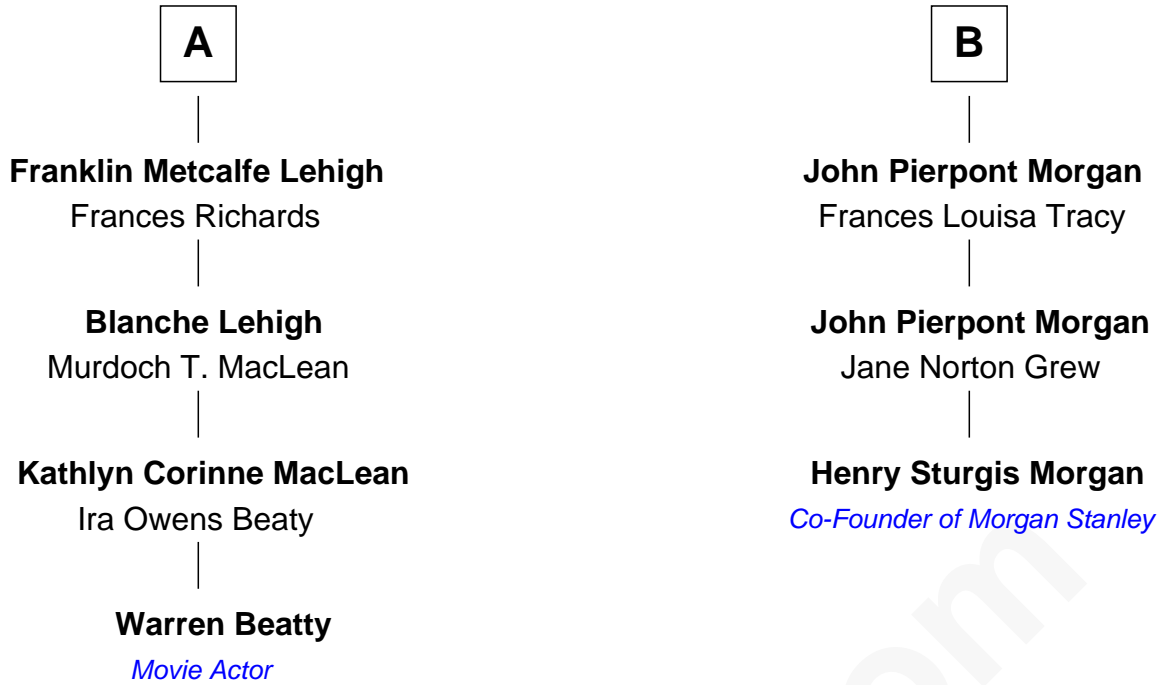 A
Franklin Metcalfe Lehigh
Frances Richards
Blanche Lehigh
Murdoch T. MacLean
Kathlyn Corinne MacLean
Ira Owens Beaty
Warren Beatty
Movie Actor
B
John Pierpont Morgan
Frances Louisa Tracy
John Pierpont Morgan
Jane Norton Grew
Henry Sturgis Morgan
Co-Founder of Morgan Stanley
om